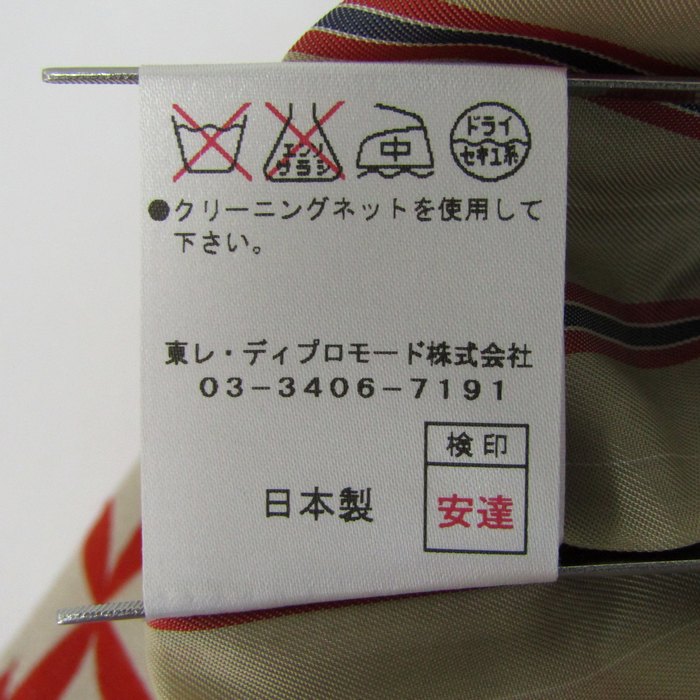 エンソ
サラシ
中
ドライ
セキユ系
●クリーニングネットを使用して
下さい。
東レ・ディプロモード株式会社
03-3406-7191
検印
日本製
安達